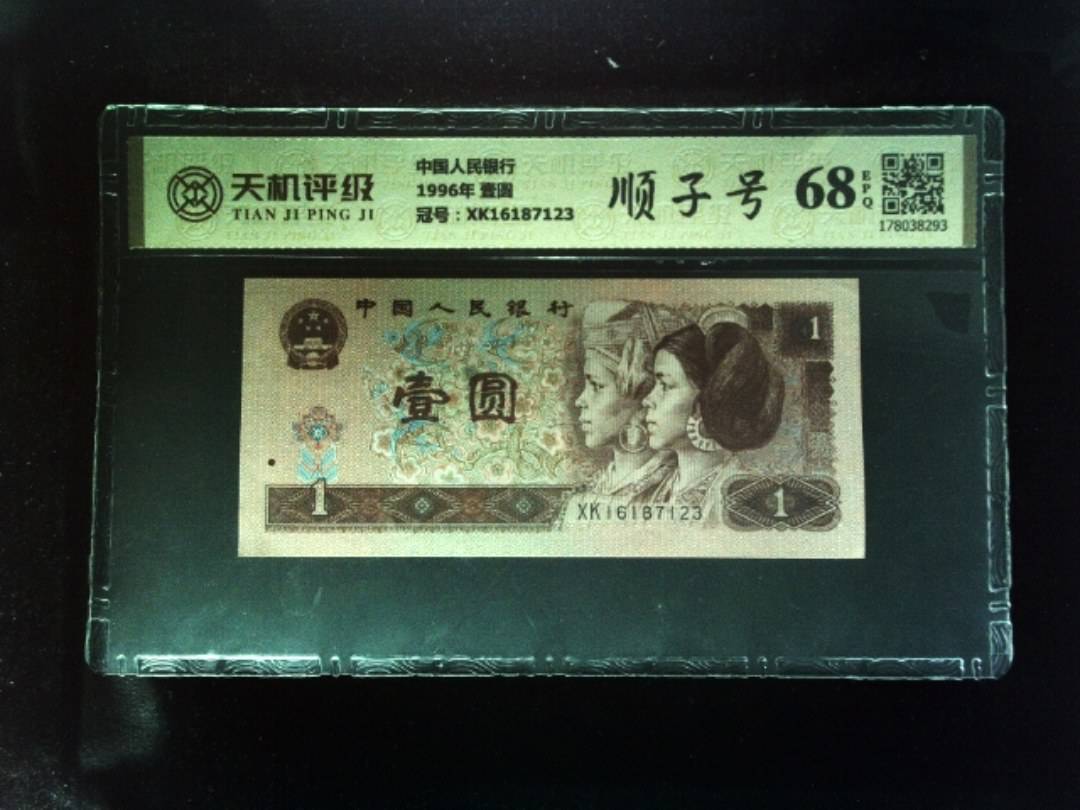 天机评级
TIAN JI PING JI
中国人民银行
1996年 壹圆
冠号：XK16187123
顺子号
68
EPQ
178038293
中国人民银行
1
壹圆
1
XK16187123
1